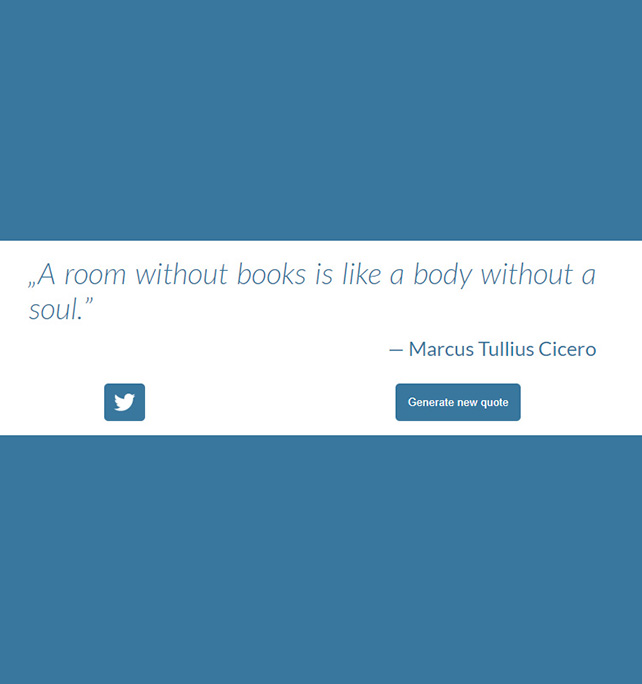 „A room without books is like a body without a
soul.”
— Marcus Tullius Cicero
Generate new quote